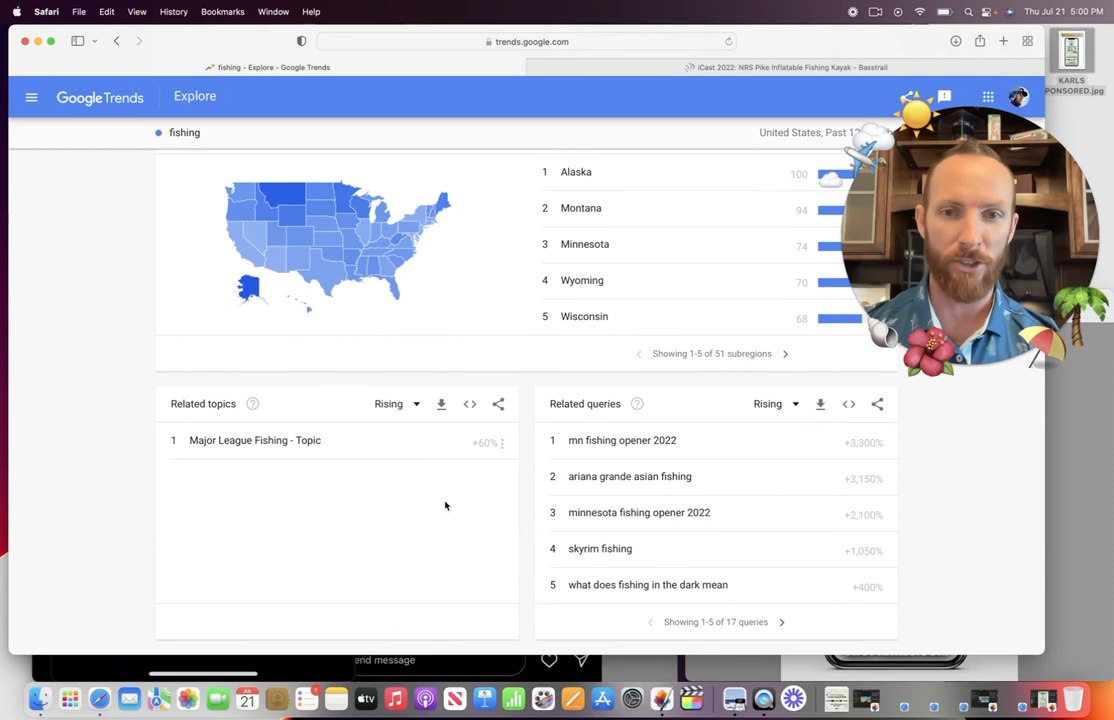 Safari File Edit View History Bookmarks Window Help Thu Jul 21 5:00 PM
trends.google.com
fishing - Explore - Google Trends iCast 2022: NRS Pike Inflatable Fishing Kayak - Basstrail
KARLS
PONSORED.jpg
Google Trends Explore
fishing United States, Past 12
1 Alaska 100
2 Montana 94
3 Minnesota 74
4 Wyoming 70
5 Wisconsin 68
Showing 1-5 of 51 subregions
Related topics ? Rising
1 Major League Fishing - Topic +60%
Related queries ? Rising
1 mn fishing opener 2022 +3,300%
2 ariana grande asian fishing +3,150%
3 minnesota fishing opener 2022 +2,100%
4 skyrim fishing +1,050%
5 what does fishing in the dark mean +400%
Showing 1-5 of 17 queries
end message
JUL
21
1
tv